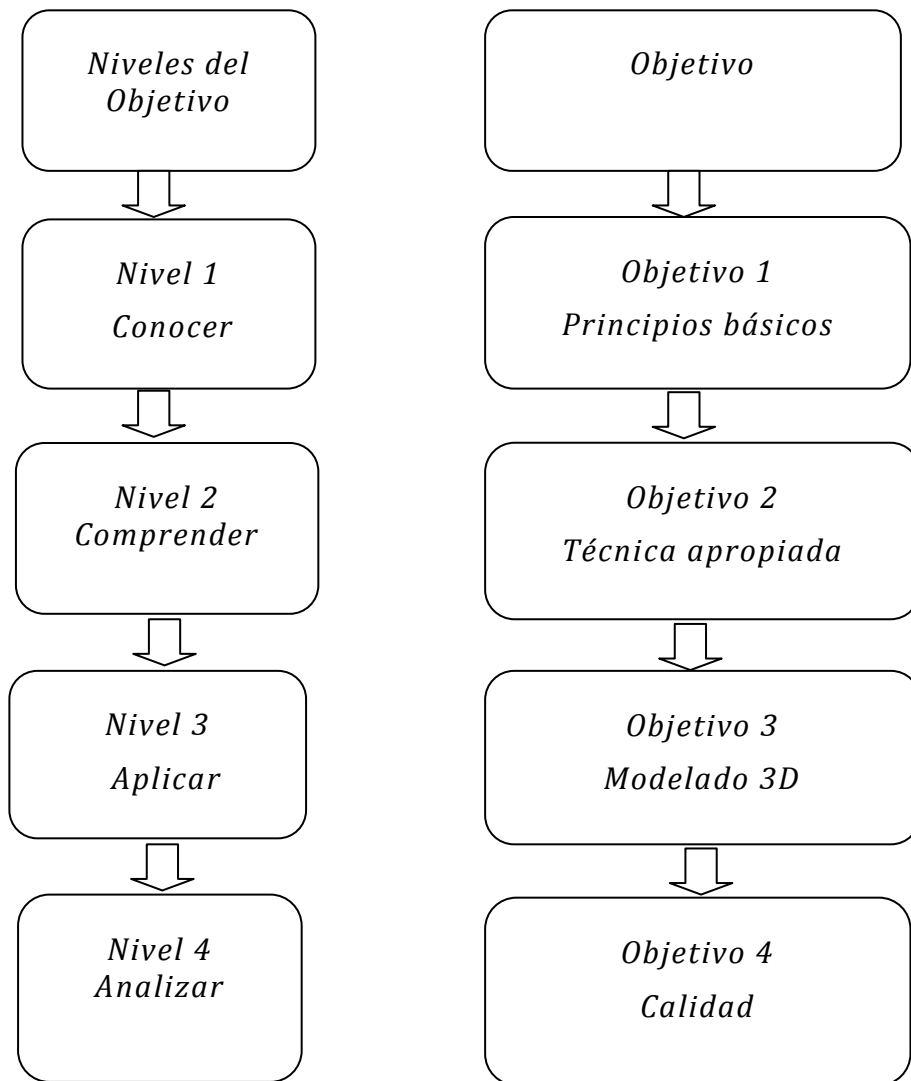 Niveles del
Objetivo
Nivel 1
Conocer
Nivel 2
Comprender
Nivel 3
Aplicar
Nivel 4
Analizar
Objetivo
Objetivo 1
Principios básicos
Objetivo 2
Técnica apropiada
Objetivo 3
Modelado 3D
Objetivo 4
Calidad